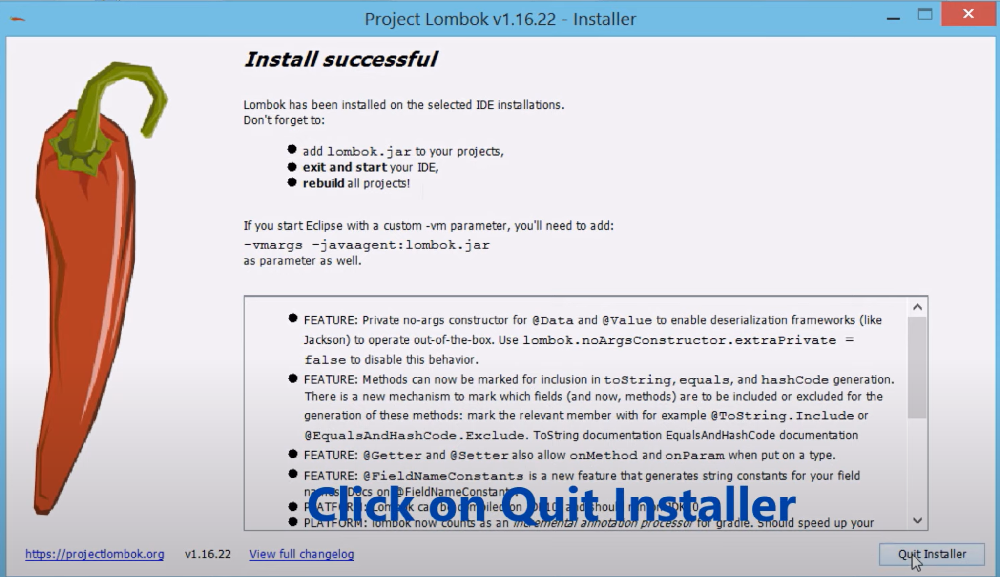 Project Lombok v1.16.22 - Installer
Install successful
Lombok has been installed on the selected IDE installations.
Don't forget to:
add lombok.jar to your projects,
exit and start your IDE,
rebuild all projects!
If you start Eclipse with a custom -vm parameter, you'll need to add:
-vmargs -javaagent:lombok.jar
as parameter as well.
FEATURE: Private no-args constructor for @Data and @Value to enable deserialization frameworks (like
Jackson) to operate out-of-the-box. Use lombok.noArgsConstructor.extraPrivate =
false to disable this behavior.
FEATURE: Methods can now be marked for inclusion in toString, equals, and hashCode generation.
There is a new mechanism to mark which fields (and now, methods) are to be included or excluded for the
generation of these methods: mark the relevant member with for example @ToString.Include or
@EqualsAndHashCode.Exclude. ToString documentation EqualsAndHashCode documentation
FEATURE: @Getter and @Setter also allow onMethod and onParam when put on a type.
FEATURE: @FieldNameConstants is a new feature that generates string constants for your field
Docs on @FieldNameConstants.
PLATFORM: Lombok can be compiled on and should run on
PLATFORM: lombok now counts as an incremental annotation processor for gradle. Should speed up your
Click on Quit Installer
https://projectlombok.org v1.16.22 View full changelog Quit Installer